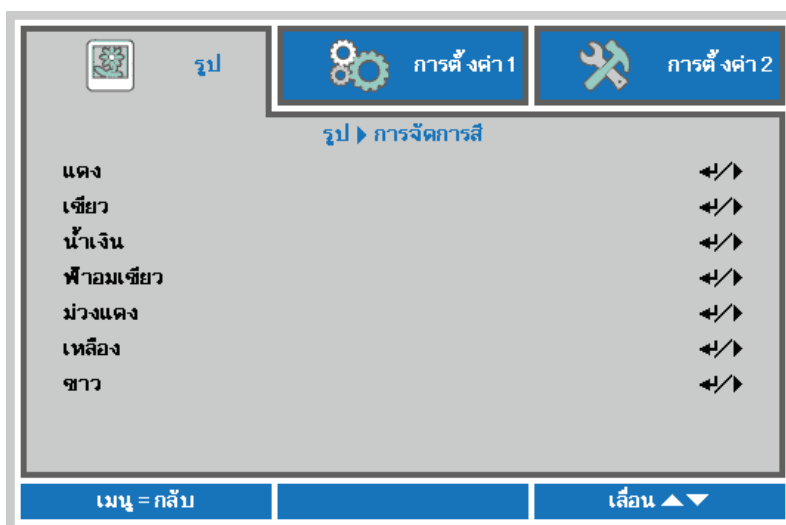 รูป
การตั้งค่า 1
การตั้งค่า 2
รูป ▶ การจัดการสี
แดง ↵/▶
เขียว ↵/▶
น้ำเงิน ↵/▶
ฟ้าอมเขียว ↵/▶
ม่วงแดง ↵/▶
เหลือง ↵/▶
ขาว ↵/▶
เมนู = กลับ
เลื่อน ▲▼